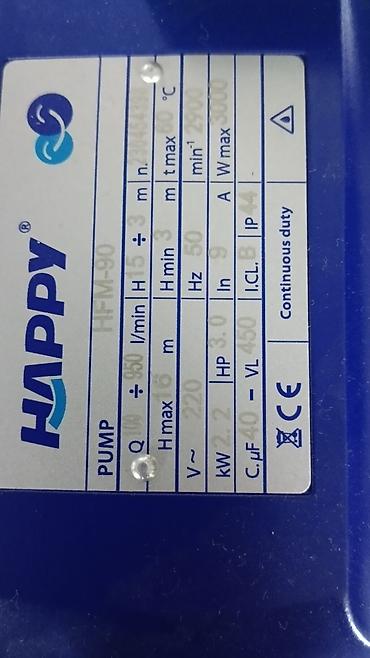 HAPPY®
PUMP HFM-90
Q 100 ÷ 950 l/min H 15 ÷ 3 m n.
H max 16 m H min 3 m t max 60 °C
V~ 220 Hz 50 min⁻¹ 2900
kW 2.2 HP 3.0 In 9 A W max 3000
C.µF 40 - VL 450 I.CL. B IP 44
CE Continuous duty